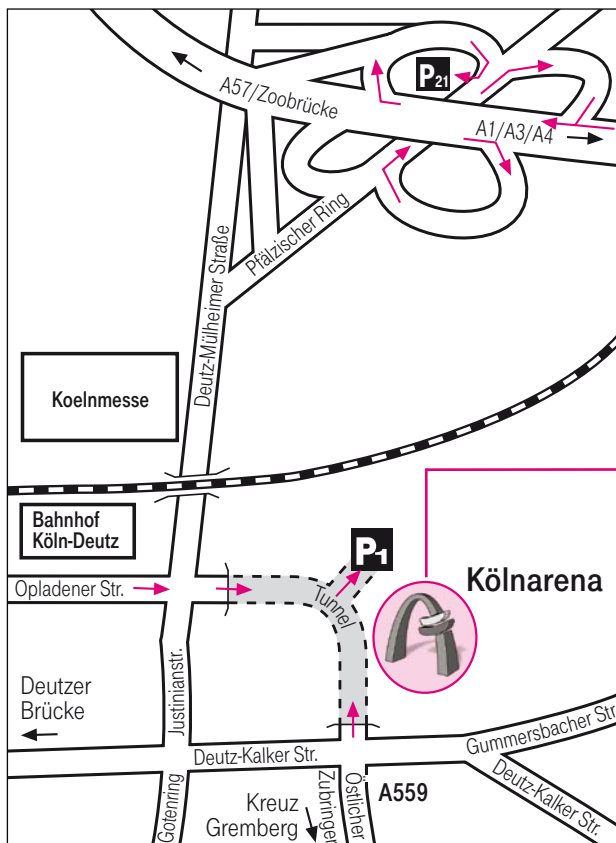 P21
A57/Zoobrücke
A1/A3/A4
Pfälzischer Ring
Deutz-Mülheimer Straße
Koelnmesse
Bahnhof
Köln-Deutz
P1
Kölnarena
Opladener Str.
Tunnel
Justinianstr.
Deutzer
Brücke
Gummersbacher Str
Deutz-Kalker Str.
Deutz-Kalker Str.
Gotenring
Kreuz
Gremberg
Östlicher
Zubringer
A559